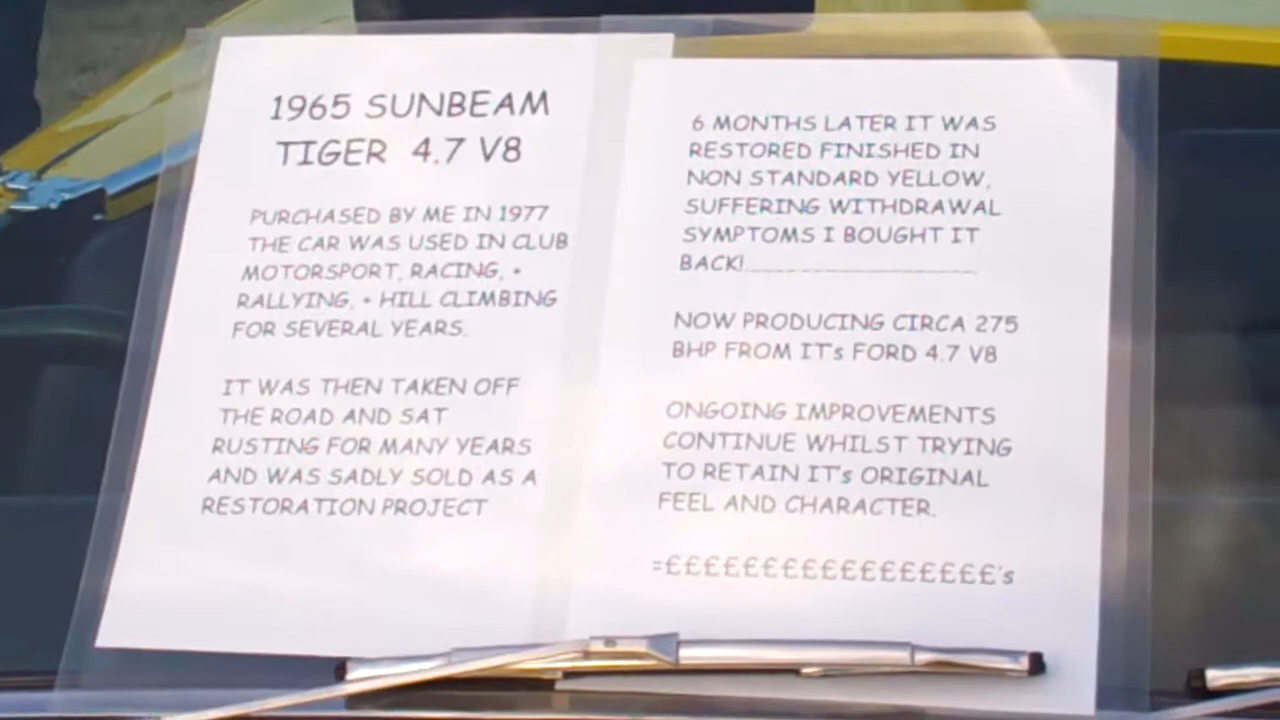 1965 SUNBEAM
TIGER 4.7 V8
PURCHASED BY ME IN 1977
THE CAR WAS USED IN CLUB
MOTORSPORT, RACING, +
RALLYING, + HILL CLIMBING
FOR SEVERAL YEARS.
IT WAS THEN TAKEN OFF
THE ROAD AND SAT
RUSTING FOR MANY YEARS
AND WAS SADLY SOLD AS A
RESTORATION PROJECT
6 MONTHS LATER IT WAS
RESTORED FINISHED IN
NON STANDARD YELLOW,
SUFFERING WITHDRAWAL
SYMPTOMS I BOUGHT IT
BACK!..............................
NOW PRODUCING CIRCA 275
BHP FROM IT's FORD 4.7 V8
ONGOING IMPROVEMENTS
CONTINUE WHILST TRYING
TO RETAIN IT's ORIGINAL
FEEL AND CHARACTER.
=£££££££££££££££££'s